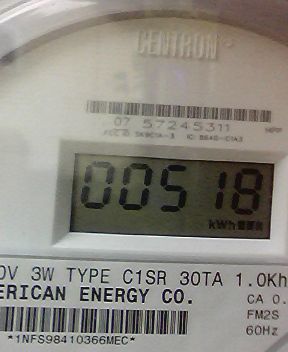 CENTRON
07 57245311
00518
kWh
0V 3W TYPE C1SR 30TA 1.0Kh
ERICAN ENERGY CO.
CA 0.
FM2S
60Hz
*1NFS98410366MEC*